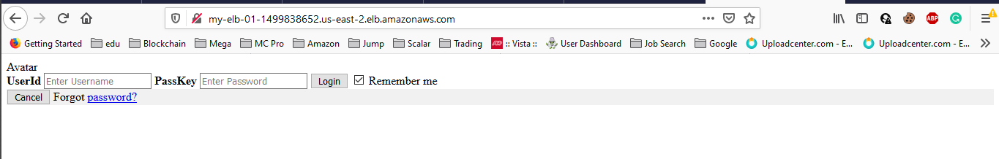 my-elb-01-1499838652.us-east-2.elb.amazonaws.com ABP
Getting Started edu Blockchain Mega MC Pro Amazon Jump Scalar Trading ADP :: Vista :: User Dashboard Job Search Google Uploadcenter.com - E... Uploadcenter.com - E...
Avatar
UserId Enter Username PassKey Enter Password Login Remember me
Cancel Forgot password?